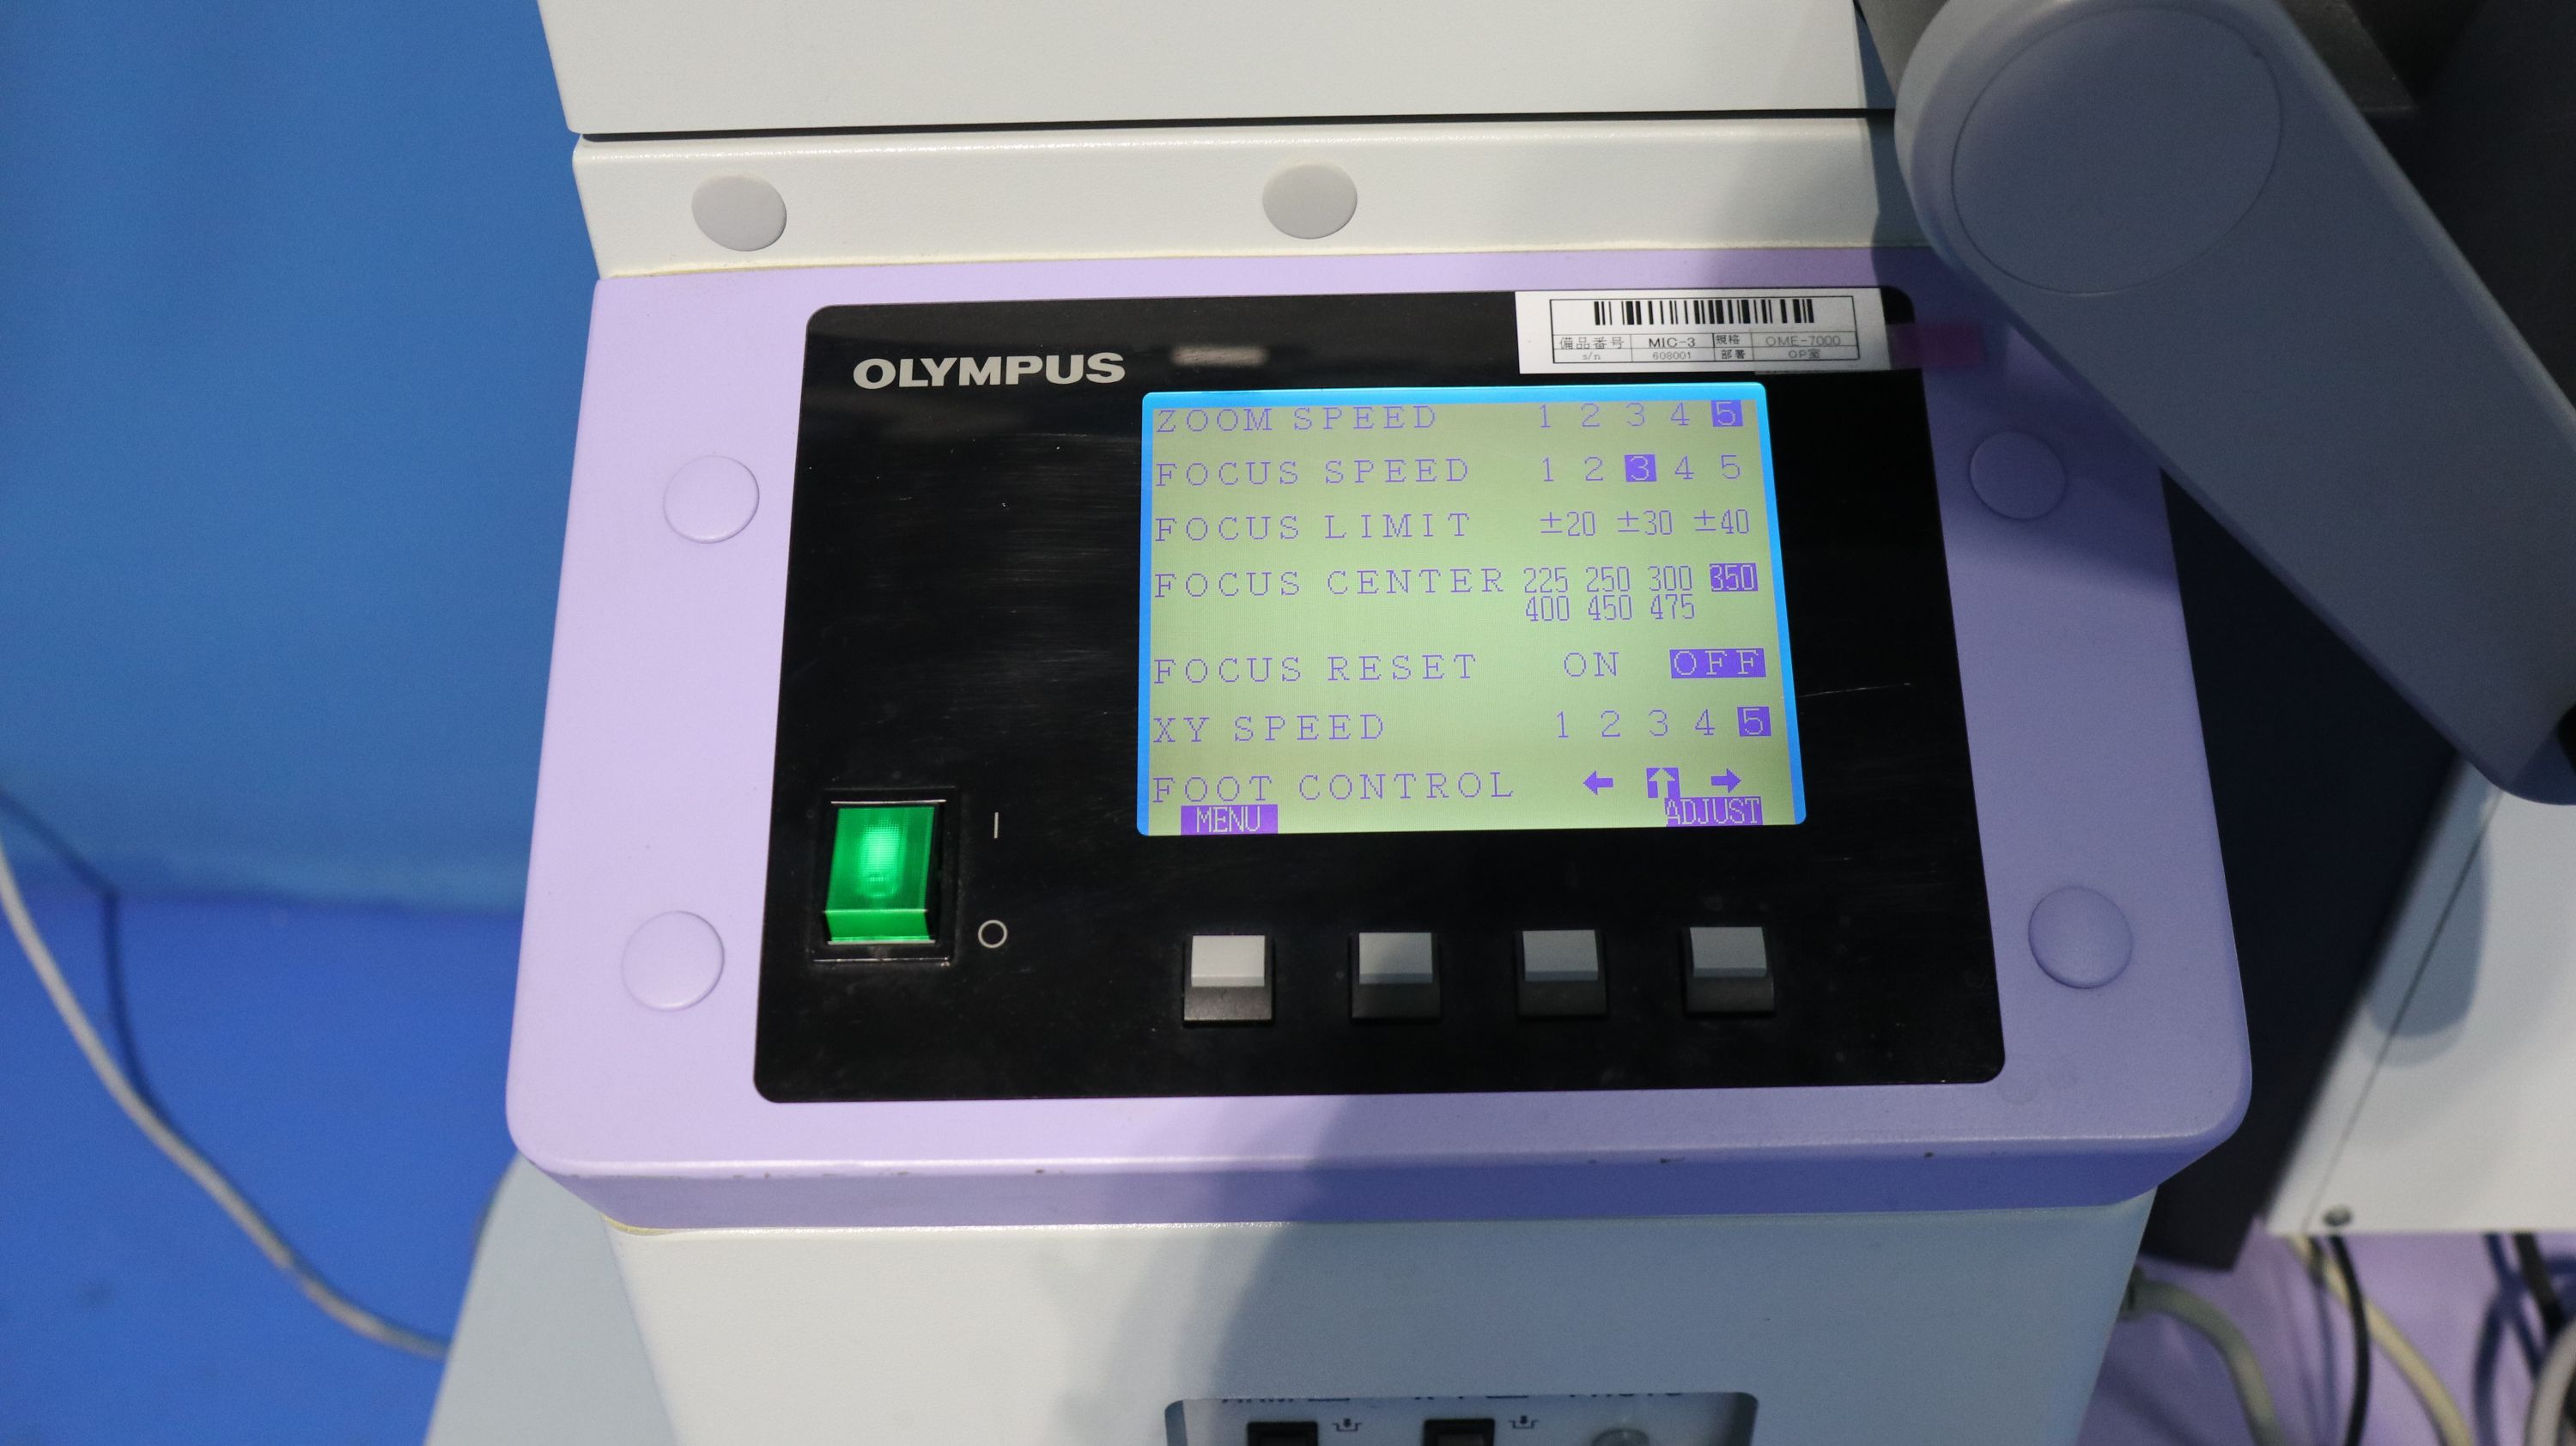 備品番号 MIC-3 規格 OME-7000
s/n 608001 部署 OP室
OLYMPUS
ZOOM SPEED 1 2 3 4 5
FOCUS SPEED 1 2 3 4 5
FOCUS LIMIT ±20 ±30 ±40
FOCUS CENTER 225 250 300 350
400 450 475
FOCUS RESET ON OFF
XY SPEED 1 2 3 4 5
FOOT CONTROL ← ↑ →
MENU ADJUST
I
O